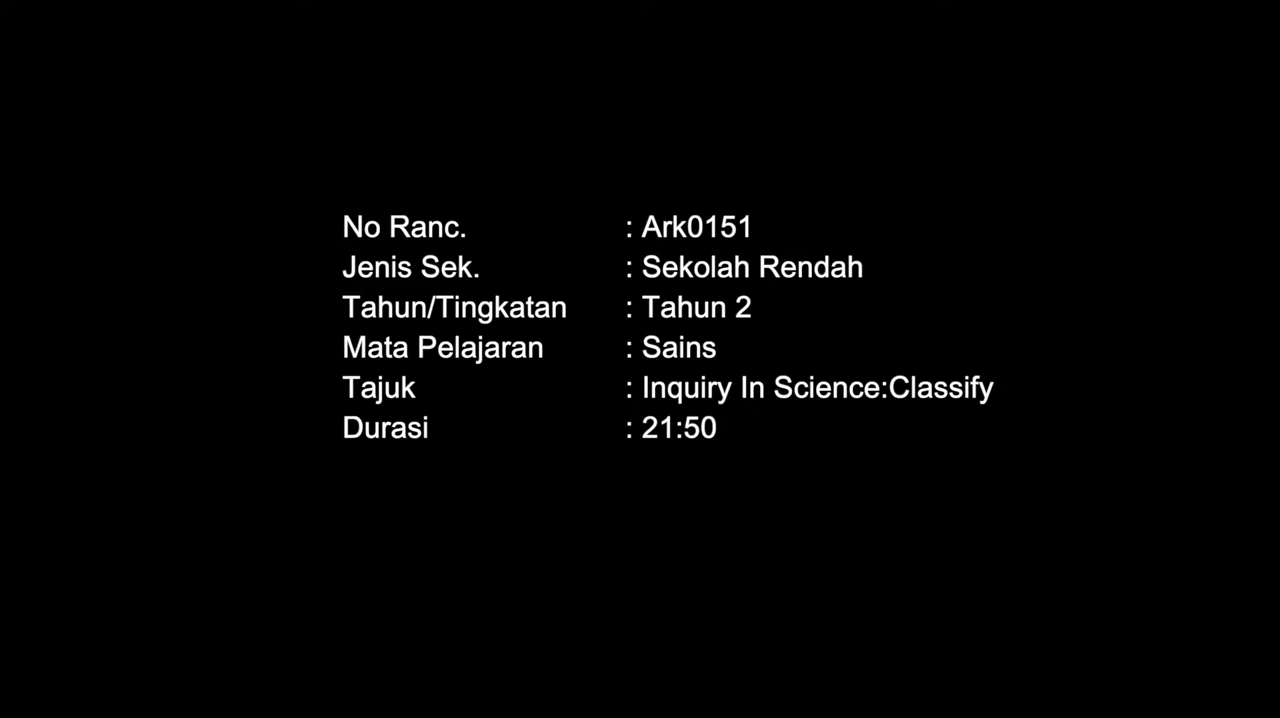 No Ranc. : Ark0151
Jenis Sek. : Sekolah Rendah
Tahun/Tingkatan : Tahun 2
Mata Pelajaran : Sains
Tajuk : Inquiry In Science:Classify
Durasi : 21:50